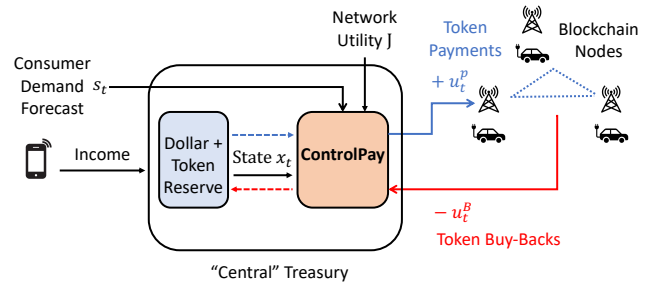 Network
Utility J
Token
Payments
+ u_t^p
Blockchain
Nodes
Consumer
Demand
Forecast
s_t
Income
Dollar +
Token
Reserve
State x_t
ControlPay
− u_t^B
Token Buy-Backs
“Central” Treasury